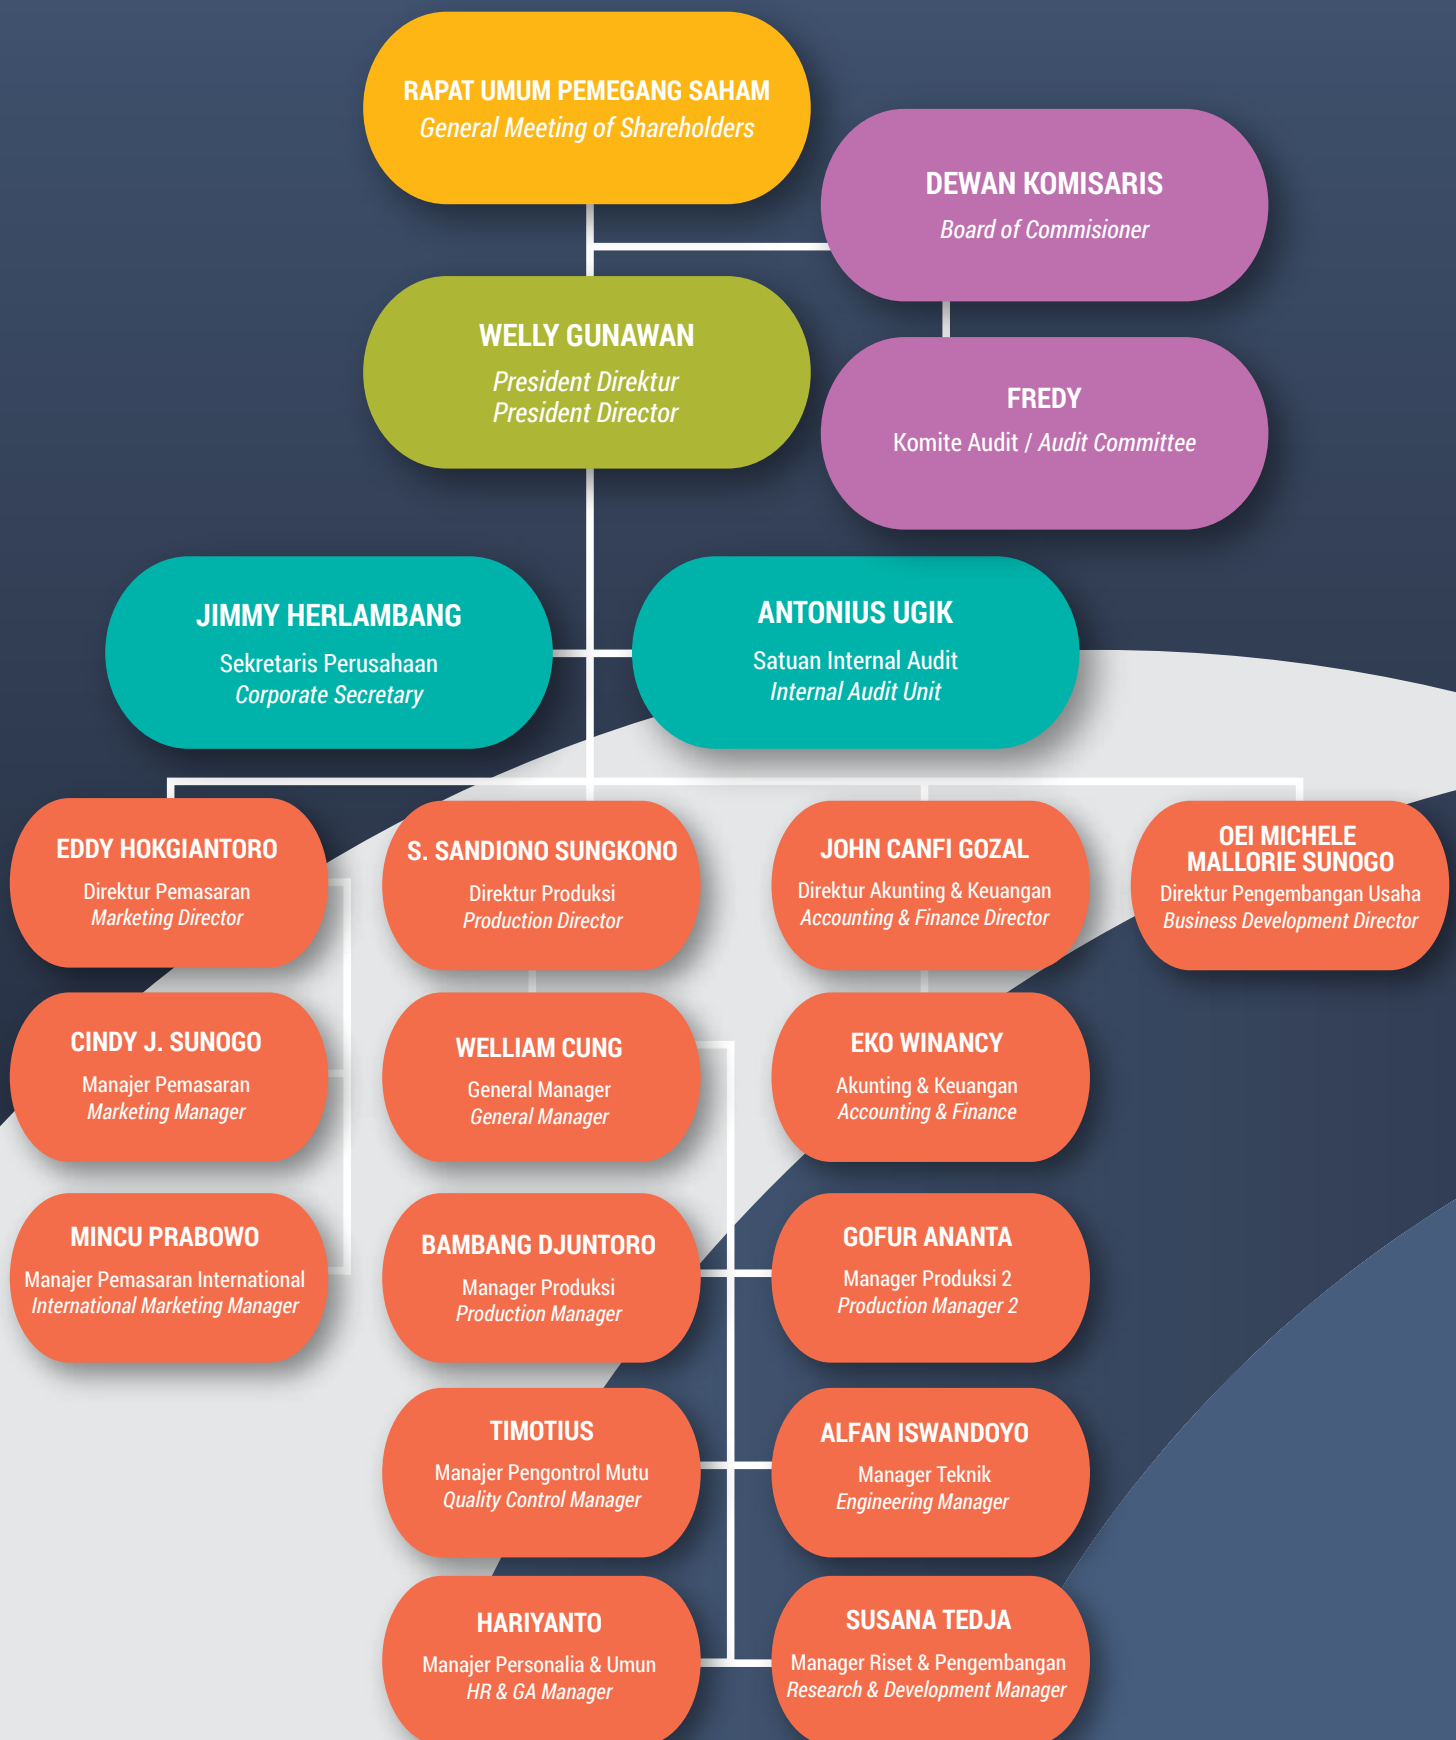 RAPAT UMUM PEMEGANG SAHAM
General Meeting of Shareholders
DEWAN KOMISARIS
Board of Commisioner
WELLY GUNAWAN
President Direktur
President Director
FREDY
Komite Audit / Audit Committee
JIMMY HERLAMBANG
Sekretaris Perusahaan
Corporate Secretary
ANTONIUS UGIK
Satuan Internal Audit
Internal Audit Unit
EDDY HOKGIANTORO
Direktur Pemasaran
Marketing Director
S. SANDIONO SUNGKONO
Direktur Produksi
Production Director
JOHN CANFI GOZAL
Direktur Akunting & Keuangan
Accounting & Finance Director
OEI MICHELE
MALLORIE SUNOGO
Direktur Pengembangan Usaha
Business Development Director
CINDY J. SUNOGO
Manajer Pemasaran
Marketing Manager
WELLIAM CUNG
General Manager
General Manager
EKO WINANCY
Akunting & Keuangan
Accounting & Finance
MINCU PRABOWO
Manajer Pemasaran International
International Marketing Manager
BAMBANG DJUNTORO
Manager Produksi
Production Manager
GOFUR ANANTA
Manager Produksi 2
Production Manager 2
TIMOTIUS
Manajer Pengontrol Mutu
Quality Control Manager
ALFAN ISWANDOYO
Manager Teknik
Engineering Manager
HARIYANTO
Manajer Personalia & Umun
HR & GA Manager
SUSANA TEDJA
Manager Riset & Pengembangan
Research & Development Manager